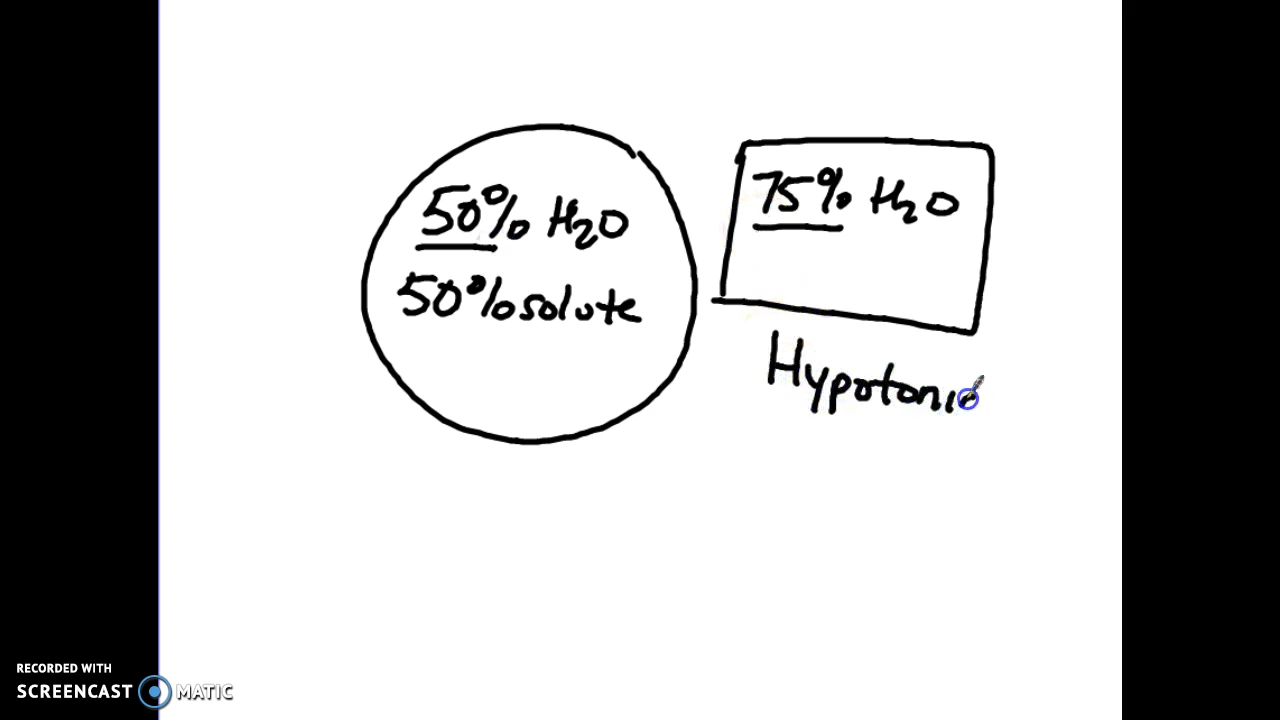 50% H2O
50% solute
75% H2O
Hypotonic
RECORDED WITH
SCREENCAST MATIC